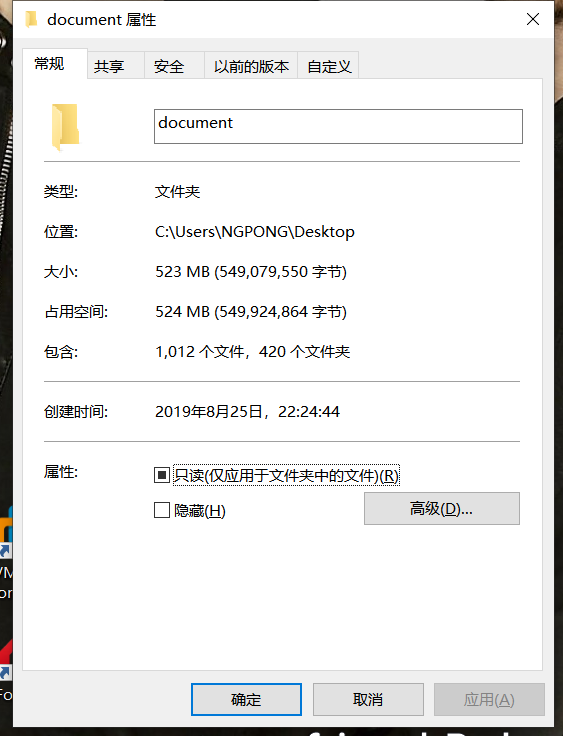 document 属性
常规
共享
安全
以前的版本
自定义
document
类型: 文件夹
位置: C:\Users\NGPONG\Desktop
大小: 523 MB (549,079,550 字节)
占用空间: 524 MB (549,924,864 字节)
包含: 1,012 个文件，420 个文件夹
创建时间: 2019年8月25日，22:24:44
属性: 只读(仅应用于文件夹中的文件)(R)
隐藏(H)
高级(D)...
确定
取消
应用(A)